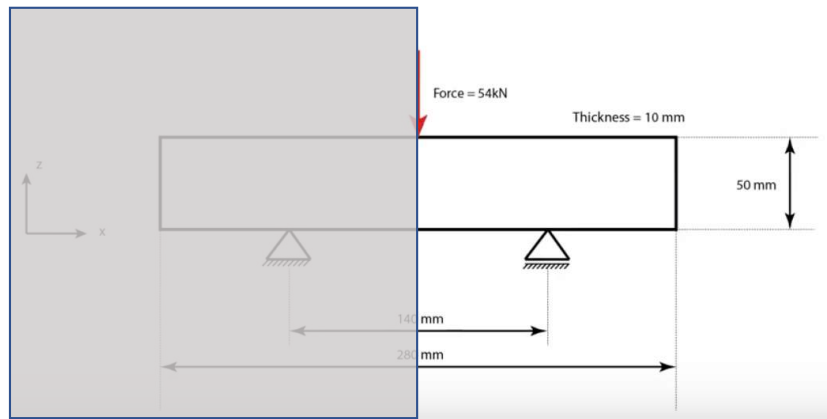 Force = 54kN
Thickness = 10 mm
z
50 mm
x
140 mm
280 mm